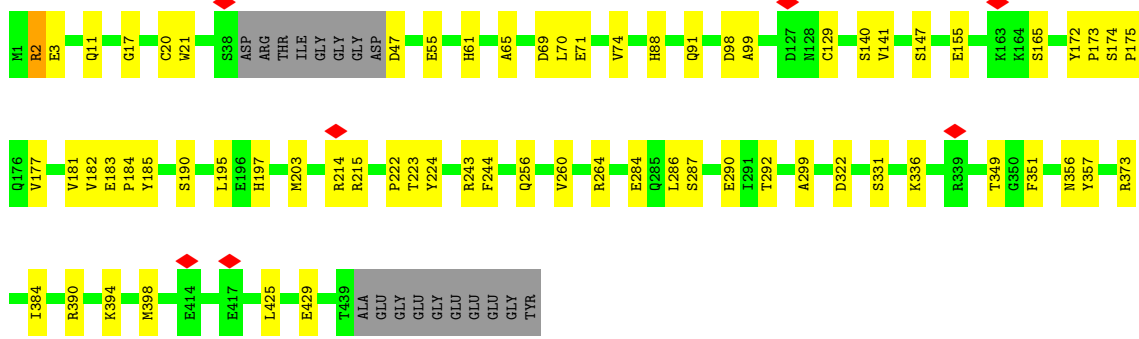 M1 R2 E3 Q11 G17 C20 W21 S38 ASP ARG THR ILE GLY GLY GLY ASP D47 E55 H61 A65 D69 L70 E71 V74 H88 Q91 D98 A99 D127 N128 C129 S140 V141 S147 E155 K163 K164 S165 Y172 P173 S174 P175
Q176 V177 V181 V182 E183 P184 Y185 S190 L195 E196 H197 M203 R214 R215 P222 T223 Y224 R243 F244 Q256 V260 R264 E284 Q285 L286 S287 E290 I291 T292 A299 D322 S331 K336 R339 T349 G350 F351 N356 Y357 R373
I384 R390 K394 M398 E414 E417 L425 E429 T439 ALA GLU GLY GLU GLY GLU GLU GLU GLY TYR